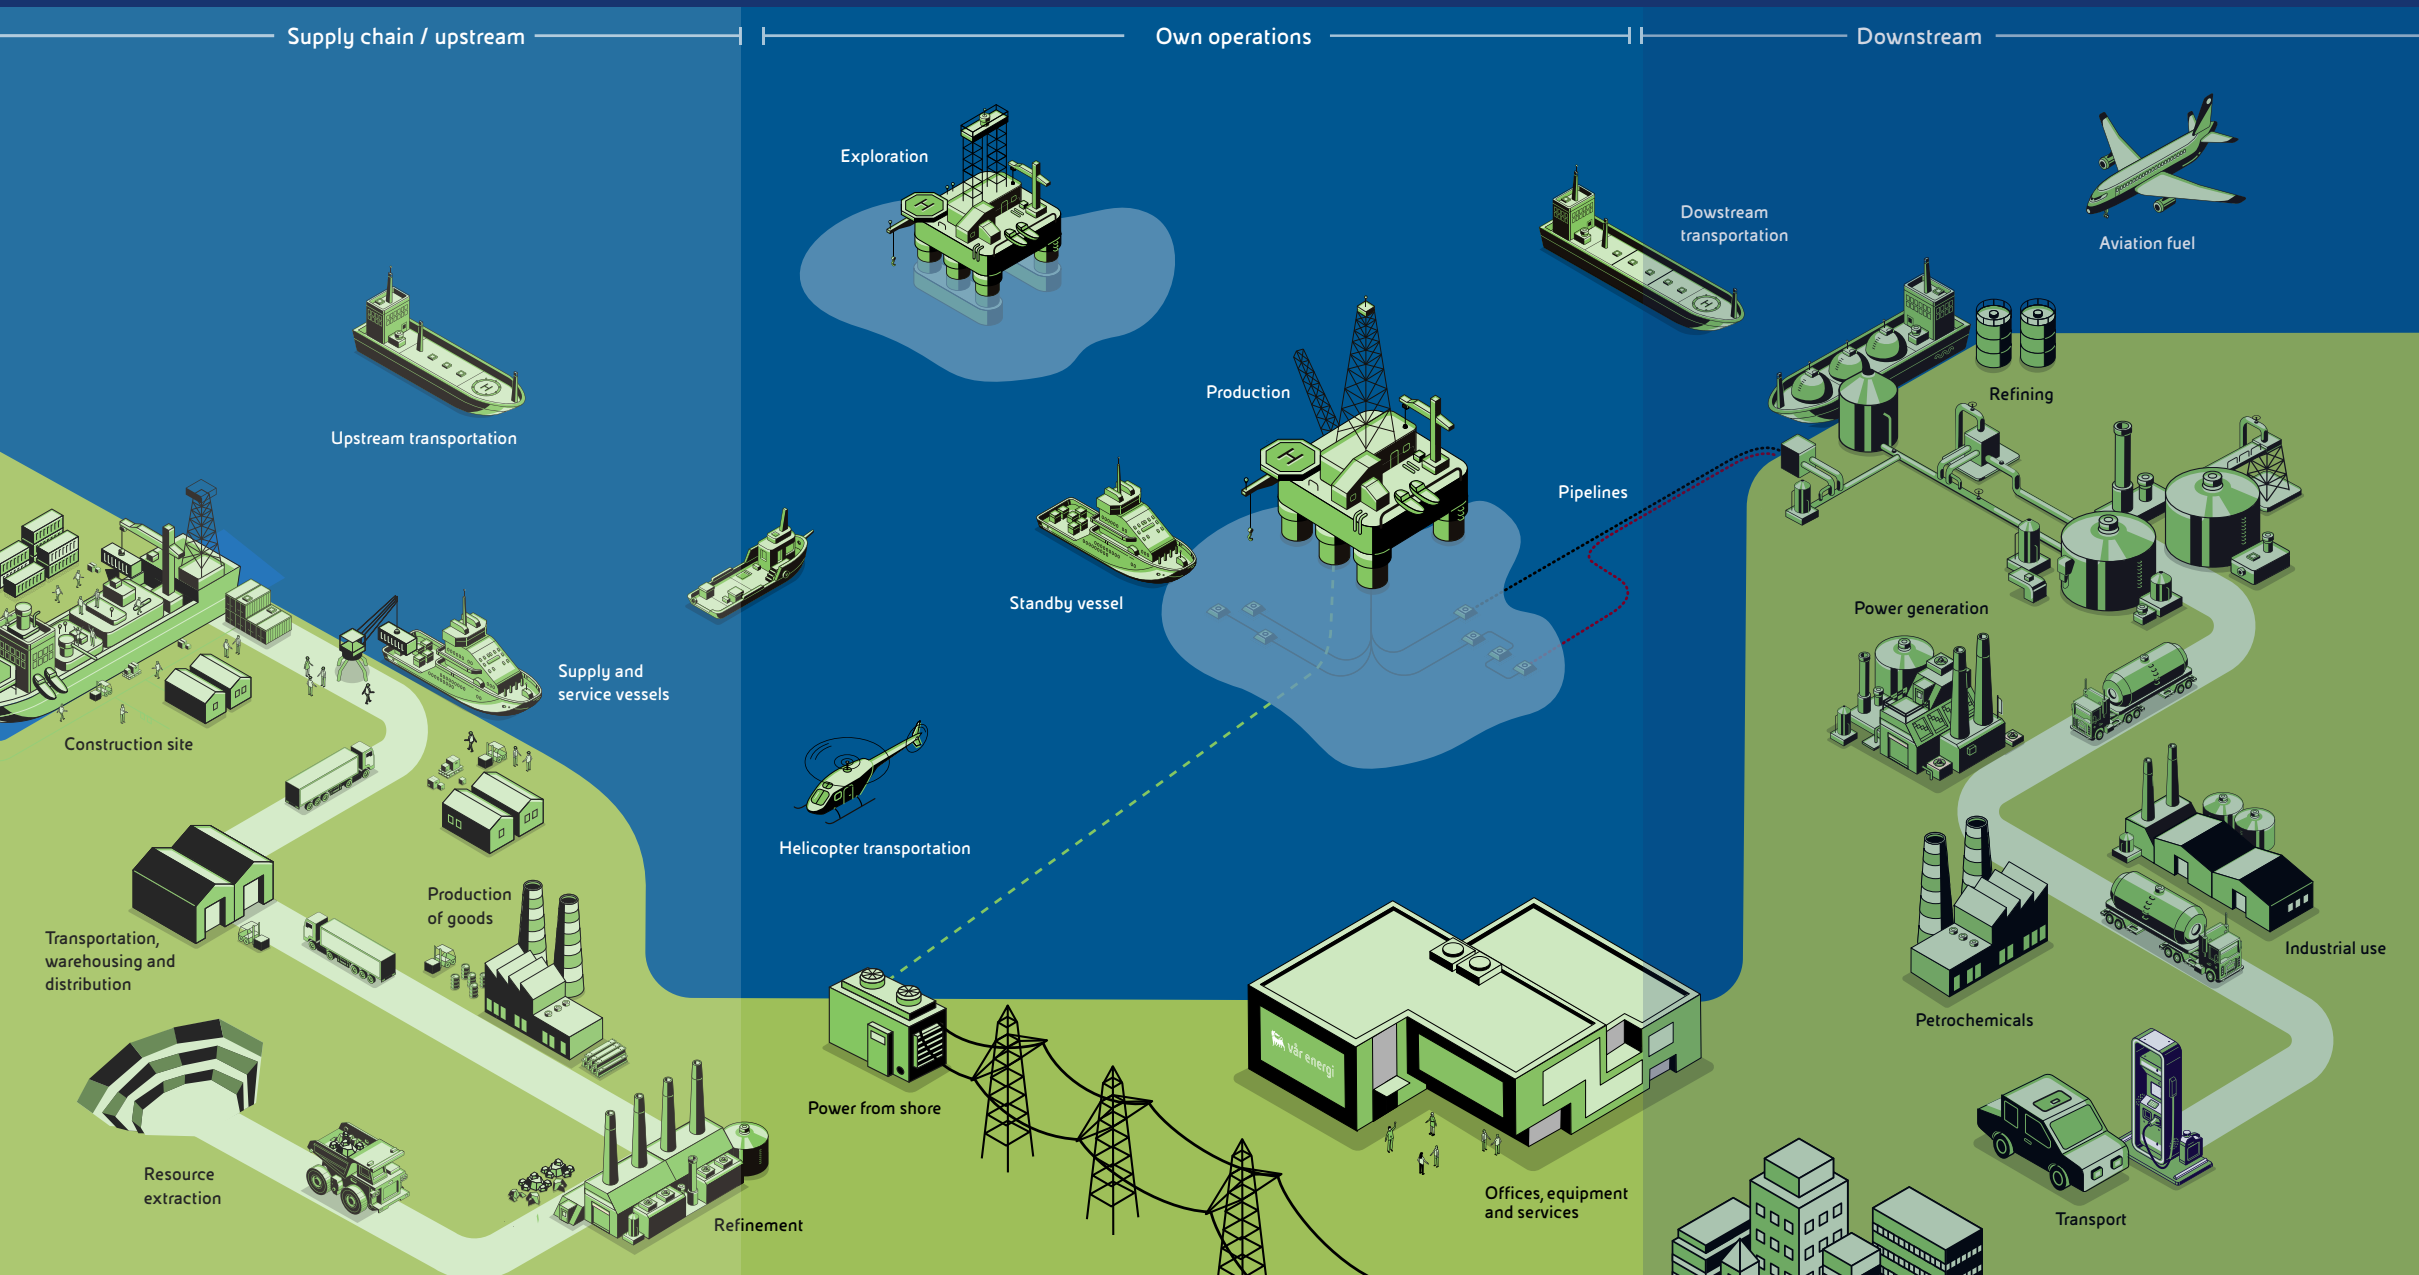 Supply chain / upstream
Own operations
Downstream
Exploration
Dowstream
transportation
Aviation fuel
Upstream transportation
Production
Refining
Pipelines
Standby vessel
Power generation
Supply and
service vessels
Construction site
Helicopter transportation
Production
of goods
Transportation,
warehousing and
distribution
Industrial use
Petrochemicals
vår energi
Power from shore
Resource
extraction
Offices, equipment
and services
Refinement
Transport
H
H
H
H
H